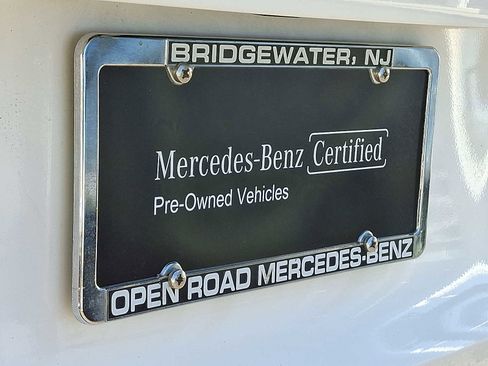 BRIDGEWATER, NJ
Mercedes-Benz Certified
Pre-Owned Vehicles
OPEN ROAD MERCEDES-BENZ